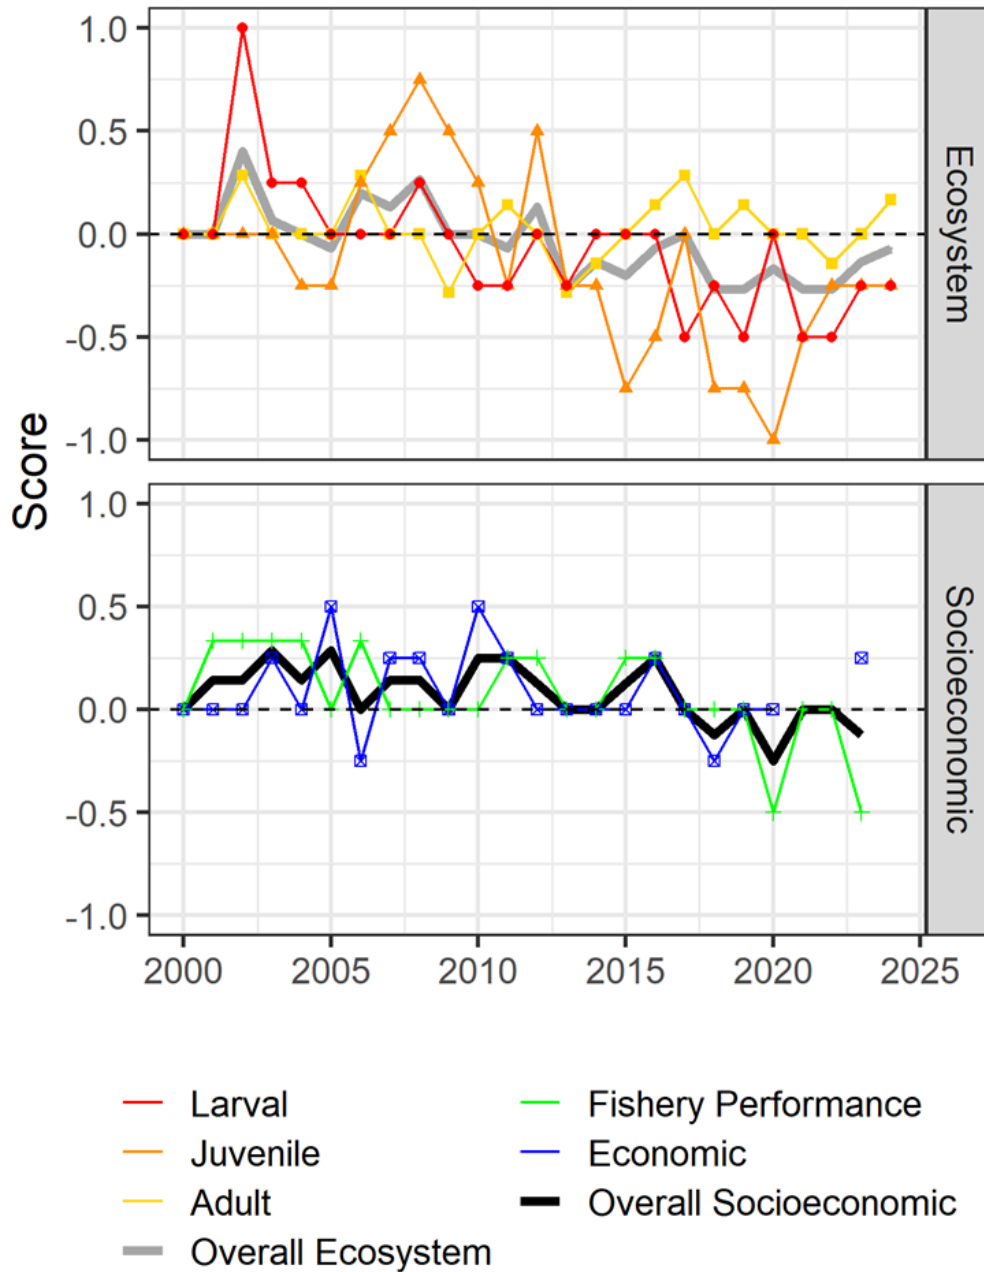 Score
1.0
0.5
0.0
-0.5
-1.0
Ecosystem
1.0
0.5
0.0
-0.5
-1.0
Socioeconomic
2000 2005 2010 2015 2020 2025
Larval
Juvenile
Adult
Overall Ecosystem
Fishery Performance
Economic
Overall Socioeconomic